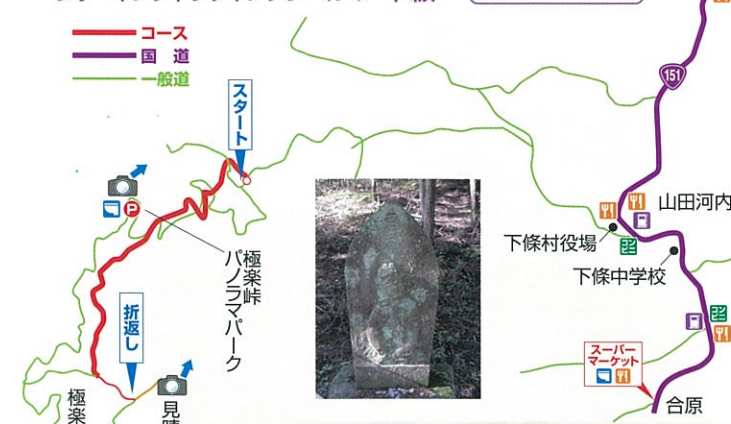 コース
国 道
一般道
151
スタート
P
極楽峠
パノラマパーク
折返し
極楽
山田河内
下條村役場
下條中学校
スーパー
マーケット
合原